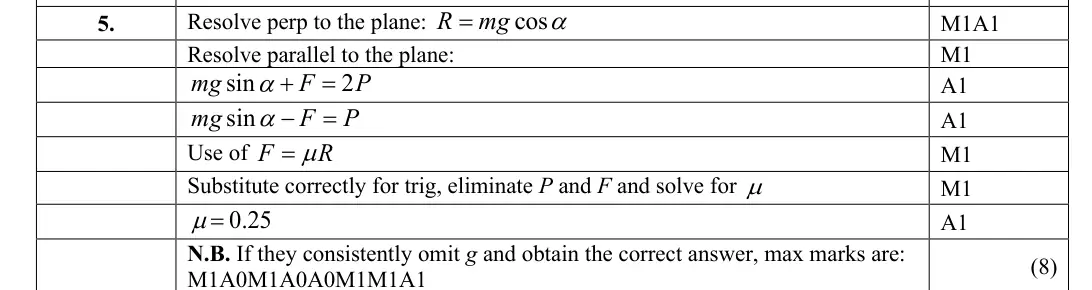 5. Resolve perp to the plane: R = mg cos α M1A1
Resolve parallel to the plane: M1
mg sin α + F = 2P A1
mg sin α − F = P A1
Use of F = μR M1
Substitute correctly for trig, eliminate P and F and solve for μ M1
μ = 0.25 A1
N.B. If they consistently omit g and obtain the correct answer, max marks are:
M1A0M1A0A0M1M1A1 (8)